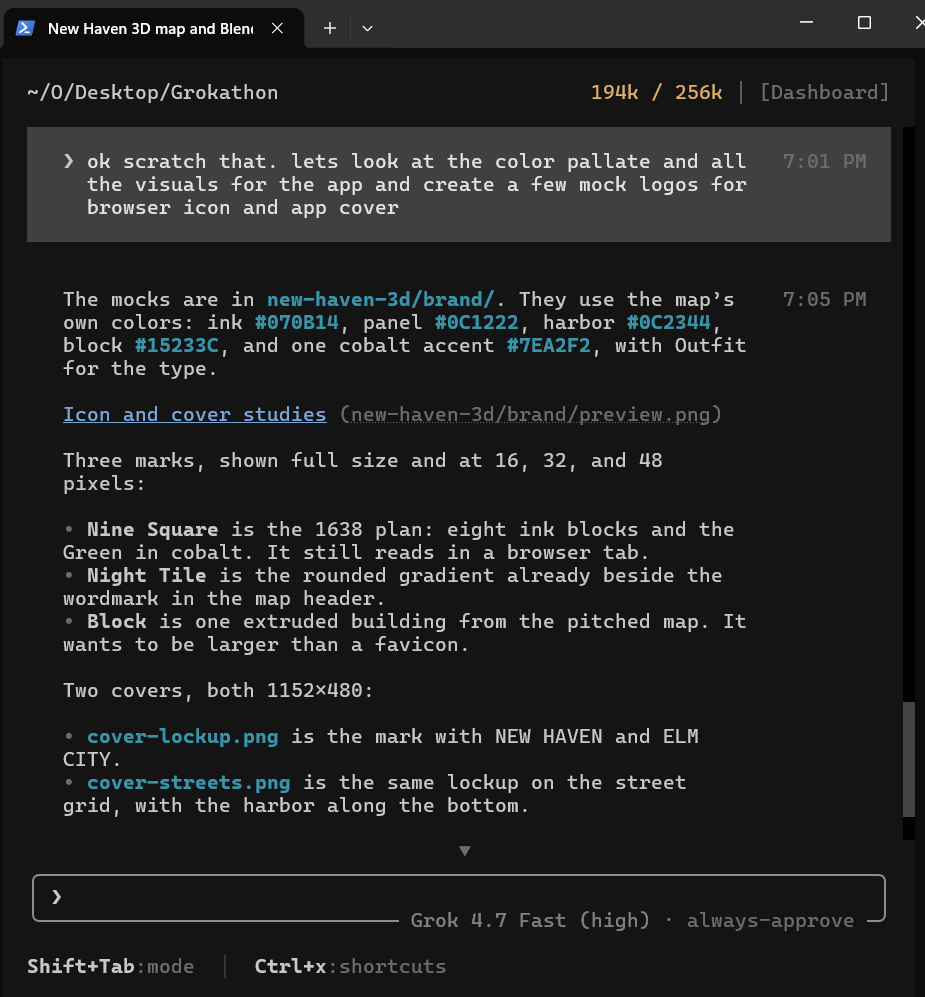 New Haven 3D map and Blen
~/O/Desktop/Grokathon 194k / 256k | [Dashboard]
❯ ok scratch that. lets look at the color pallate and all 7:01 PM
the visuals for the app and create a few mock logos for
browser icon and app cover
The mocks are in new-haven-3d/brand/. They use the map’s 7:05 PM
own colors: ink #070B14, panel #0C1222, harbor #0C2344,
block #15233C, and one cobalt accent #7EA2F2, with Outfit
for the type.
Icon and cover studies (new-haven-3d/brand/preview.png)
Three marks, shown full size and at 16, 32, and 48
pixels:
• Nine Square is the 1638 plan: eight ink blocks and the
Green in cobalt. It still reads in a browser tab.
• Night Tile is the rounded gradient already beside the
wordmark in the map header.
• Block is one extruded building from the pitched map. It
wants to be larger than a favicon.
Two covers, both 1152×480:
• cover-lockup.png is the mark with NEW HAVEN and ELM
CITY.
• cover-streets.png is the same lockup on the street
grid, with the harbor along the bottom.
❯
Grok 4.7 Fast (high) · always-approve
Shift+Tab:mode | Ctrl+x:shortcuts